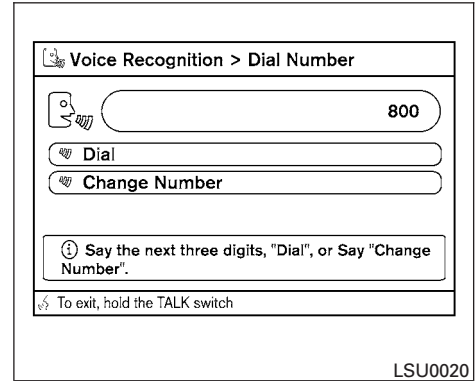 Voice Recognition > Dial Number
800
Dial
Change Number
Say the next three digits, "Dial", or Say "Change
Number".
To exit, hold the TALK switch
LSU0020